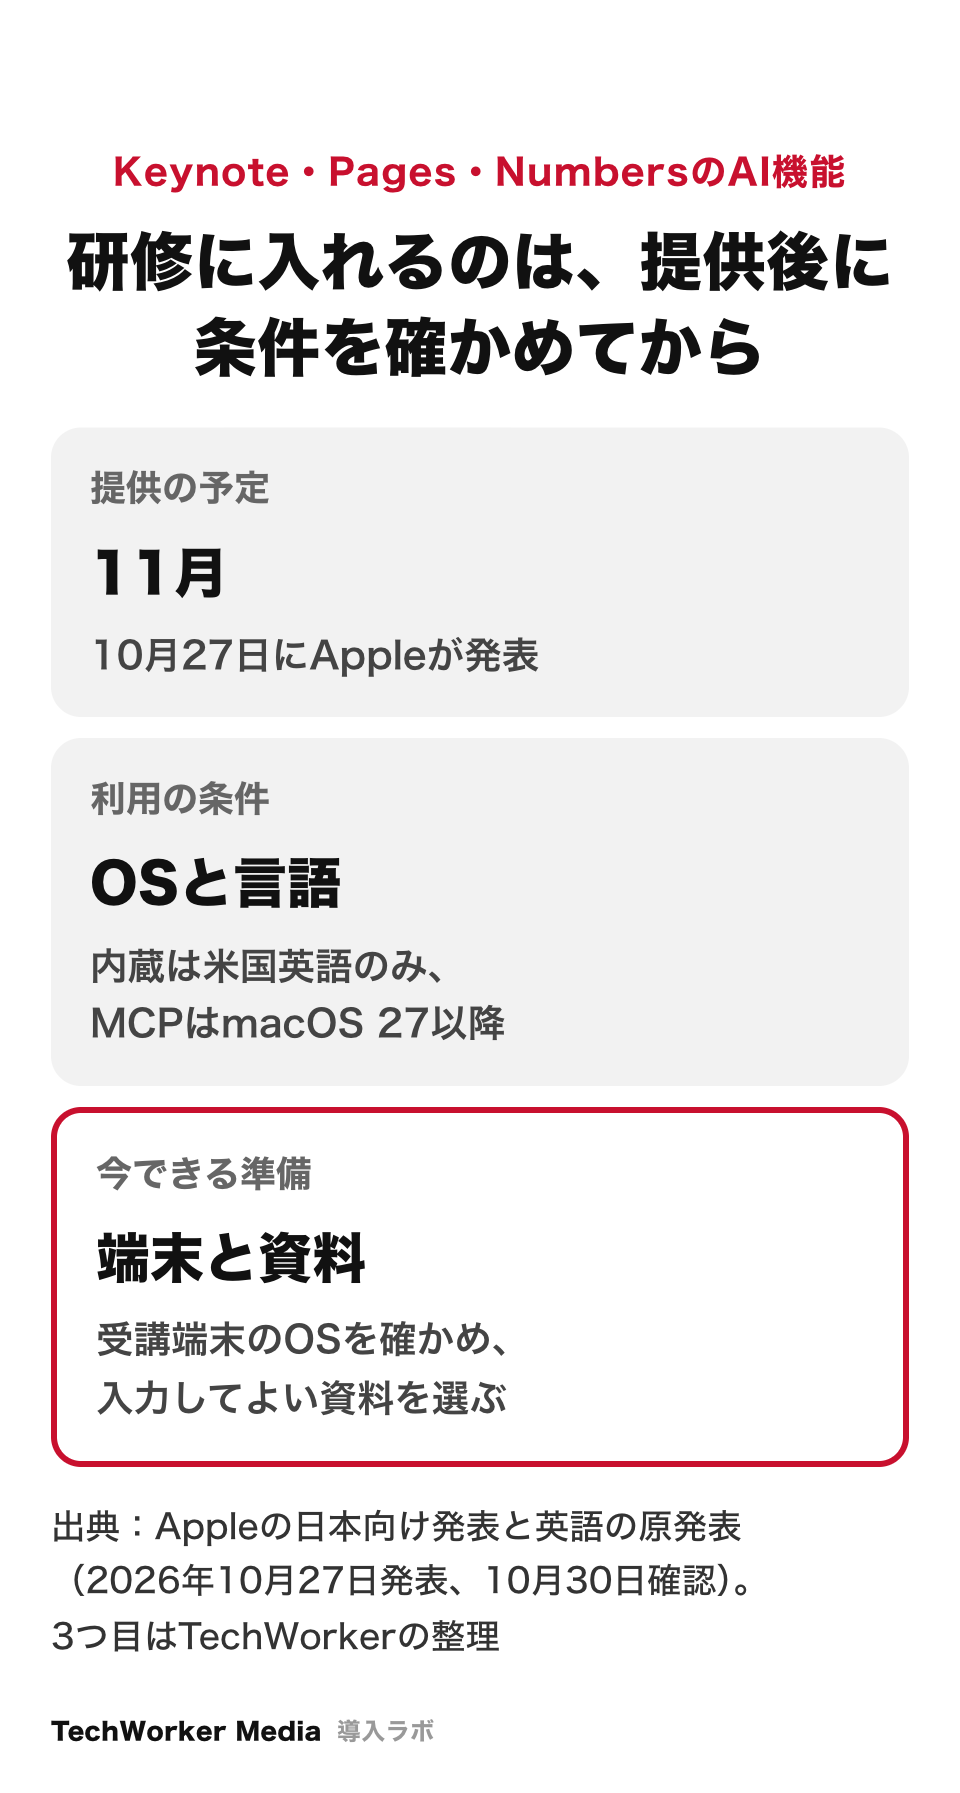 Keynote・Pages・NumbersのAI機能
研修に入れるのは、提供後に
条件を確かめてから
提供の予定
11月
10月27日にAppleが発表
利用の条件
OSと言語
内蔵は米国英語のみ、
MCPはmacOS 27以降
今できる準備
端末と資料
受講端末のOSを確かめ、
入力してよい資料を選ぶ
出典：Appleの日本向け発表と英語の原発表
（2026年10月27日発表、10月30日確認）。
3つ目はTechWorkerの整理
TechWorker Media 導入ラボ